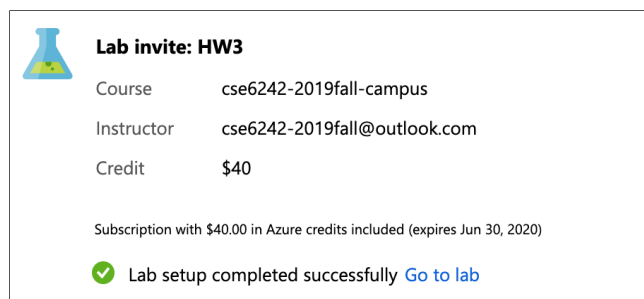 Lab invite: HW3
Course cse6242-2019fall-campus
Instructor cse6242-2019fall@outlook.com
Credit $40
Subscription with $40.00 in Azure credits included (expires Jun 30, 2020)
Lab setup completed successfully Go to lab